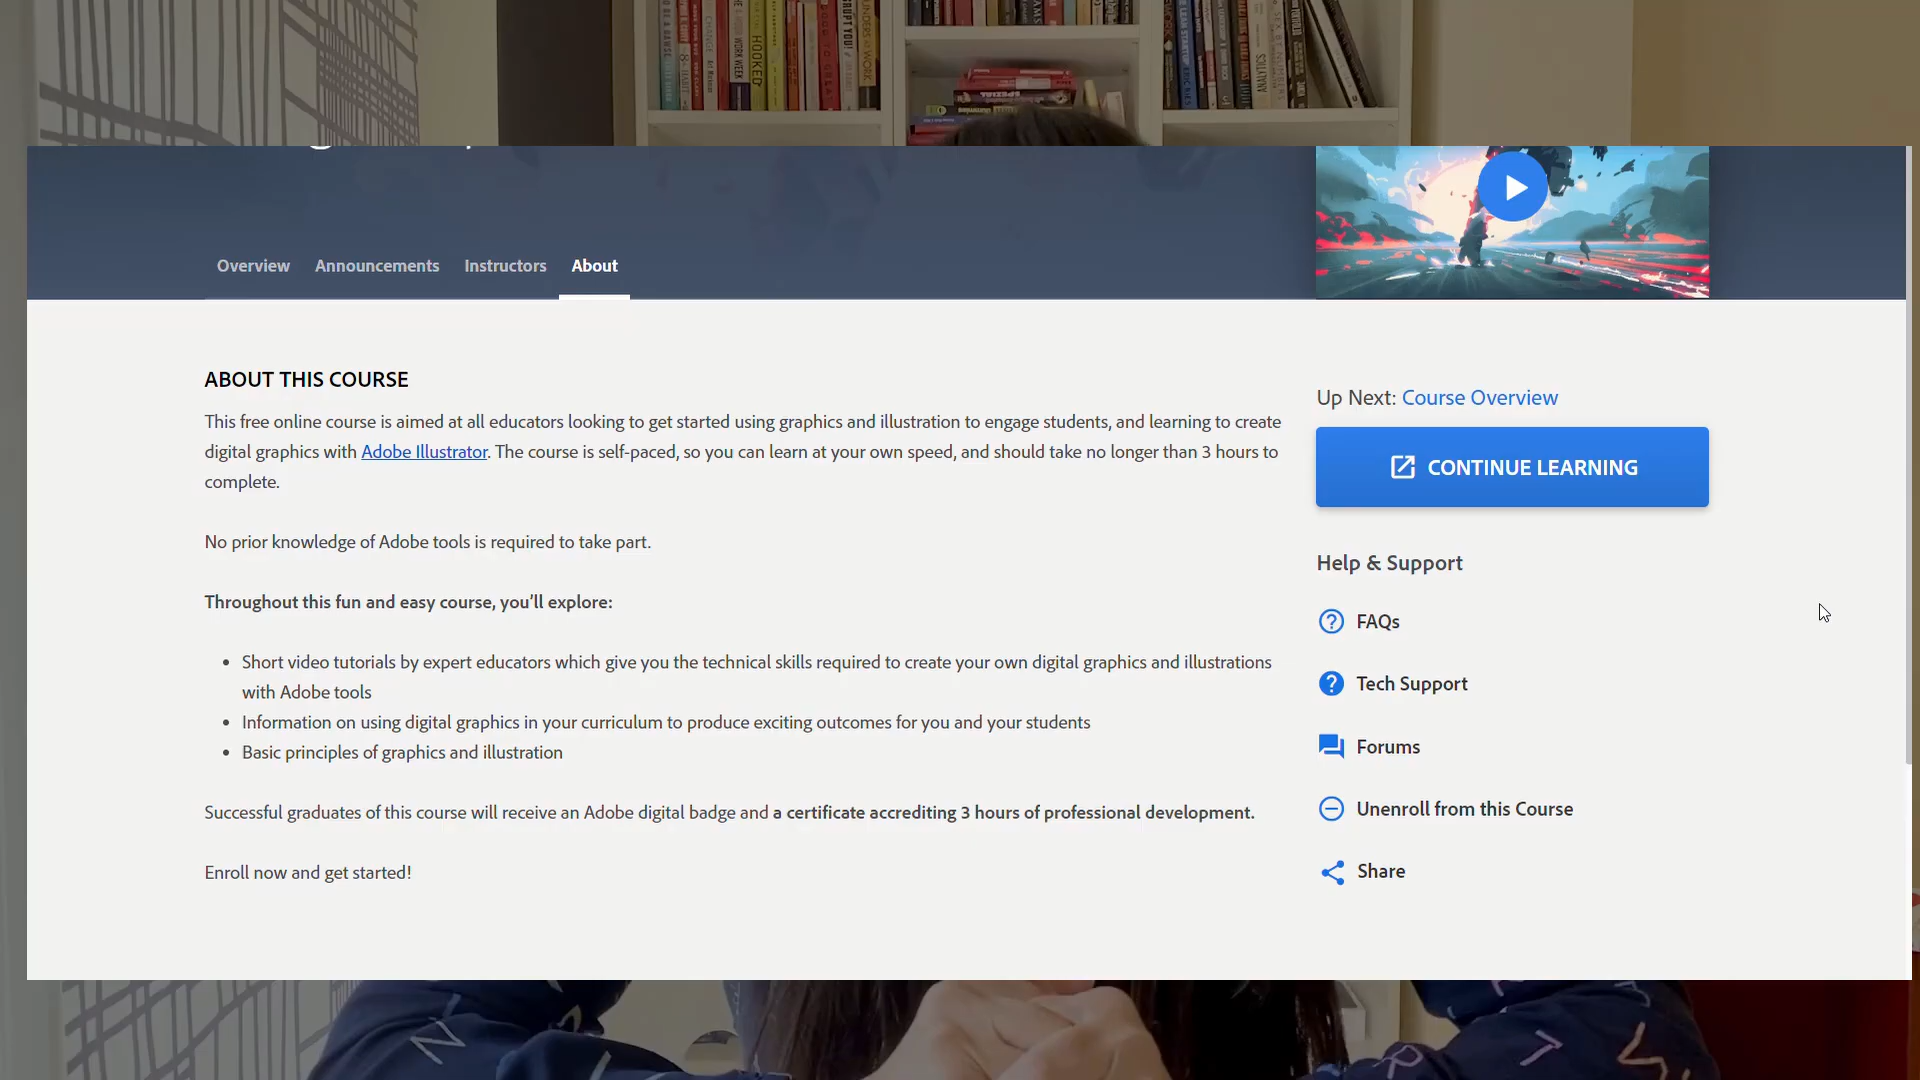 HOOKED
ANALYTICS
Overview Announcements Instructors About
ABOUT THIS COURSE
This free online course is aimed at all educators looking to get started using graphics and illustration to engage students, and learning to create
digital graphics with Adobe Illustrator. The course is self-paced, so you can learn at your own speed, and should take no longer than 3 hours to
complete.
No prior knowledge of Adobe tools is required to take part.
Throughout this fun and easy course, you’ll explore:
• Short video tutorials by expert educators which give you the technical skills required to create your own digital graphics and illustrations
with Adobe tools
• Information on using digital graphics in your curriculum to produce exciting outcomes for you and your students
• Basic principles of graphics and illustration
Successful graduates of this course will receive an Adobe digital badge and a certificate accrediting 3 hours of professional development.
Enroll now and get started!
Up Next: Course Overview
CONTINUE LEARNING
Help & Support
FAQs
Tech Support
Forums
Unenroll from this Course
Share